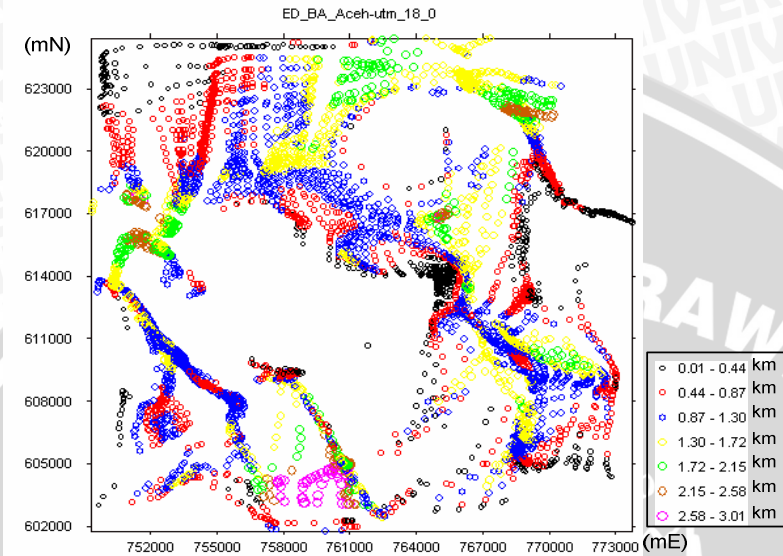 ED_BA_Aceh-utm_18_0
(mN)
623000
620000
617000
614000
611000
608000
605000
602000
752000 755000 758000 761000 764000 767000 770000 773000
(mE)
0.01 - 0.44 km
0.44 - 0.87 km
0.87 - 1.30 km
1.30 - 1.72 km
1.72 - 2.15 km
2.15 - 2.58 km
2.58 - 3.01 km
RAW